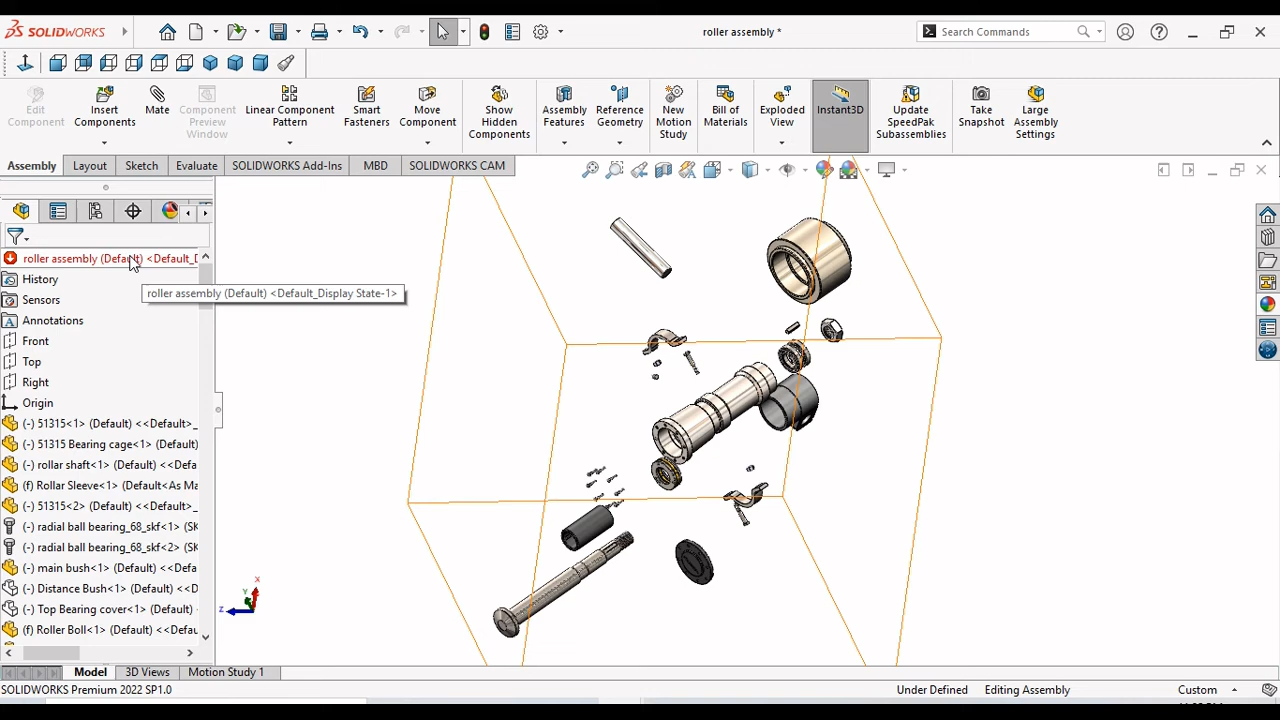 SOLIDWORKS
roller assembly *
Search Commands
Edit Component
Insert Components
Mate
Component Preview Window
Linear Component Pattern
Smart Fasteners
Move Component
Show Hidden Components
Assembly Features
Reference Geometry
New Motion Study
Bill of Materials
Exploded View
Instant3D
Update SpeedPak Subassemblies
Take Snapshot
Large Assembly Settings
Assembly
Layout
Sketch
Evaluate
SOLIDWORKS Add-Ins
MBD
SOLIDWORKS CAM
roller assembly (Default) <Default_D
History
roller assembly (Default) <Default_Display State-1>
Sensors
Annotations
Front
Top
Right
Origin
(-) 51315<1> (Default) <<Default>_
(-) 51315 Bearing cage<1> (Default)
(-) rollar shaft<1> (Default) <<Defa
(f) Rollar Sleeve<1> (Default<As Ma
(-) 51315<2> (Default) <<Default>_
(-) radial ball bearing_68_skf<1> (SK
(-) radial ball bearing_68_skf<2> (SK
(-) main bush<1> (Default) <<Defa
(-) Distance Bush<1> (Default) <<D
(-) Top Bearing cover<1> (Default)
(f) Roller Boll<1> (Default) <<Defau
X
Y
Z
Model
3D Views
Motion Study 1
SOLIDWORKS Premium 2022 SP1.0
Under Defined
Editing Assembly
Custom